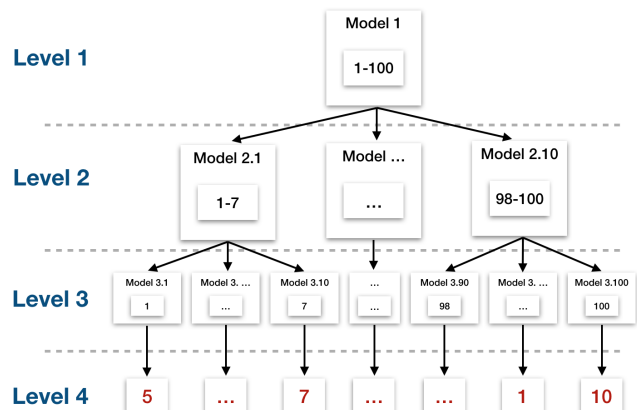 Level 1
Model 1
1-100
Level 2
Model 2.1
1-7
Model ...
...
Model 2.10
98-100
Level 3
Model 3.1
1
Model 3. ...
...
Model 3.10
7
...
...
Model 3.90
98
Model 3. ...
...
Model 3.100
100
Level 4
5
...
7
...
...
1
10